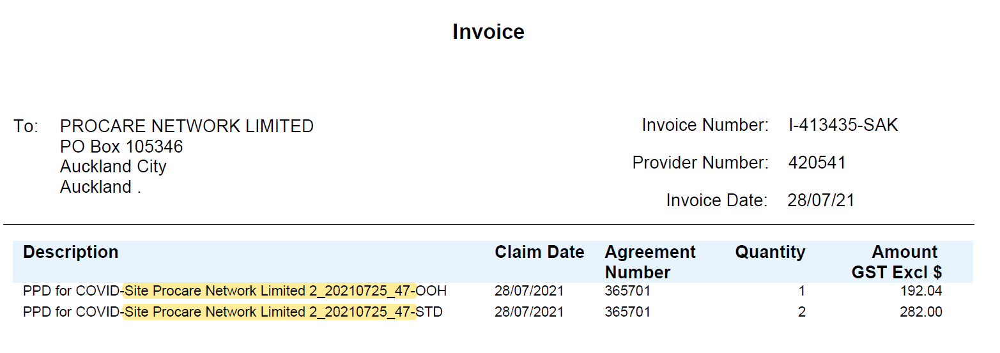 Invoice
To: PROCARE NETWORK LIMITED
PO Box 105346
Auckland City
Auckland .
Invoice Number: I-413435-SAK
Provider Number: 420541
Invoice Date: 28/07/21
Description Claim Date Agreement Number Quantity Amount GST Excl $
PPD for COVID-Site Procare Network Limited 2_20210725_47-OOH 28/07/2021 365701 1 192.04
PPD for COVID-Site Procare Network Limited 2_20210725_47-STD 28/07/2021 365701 2 282.00